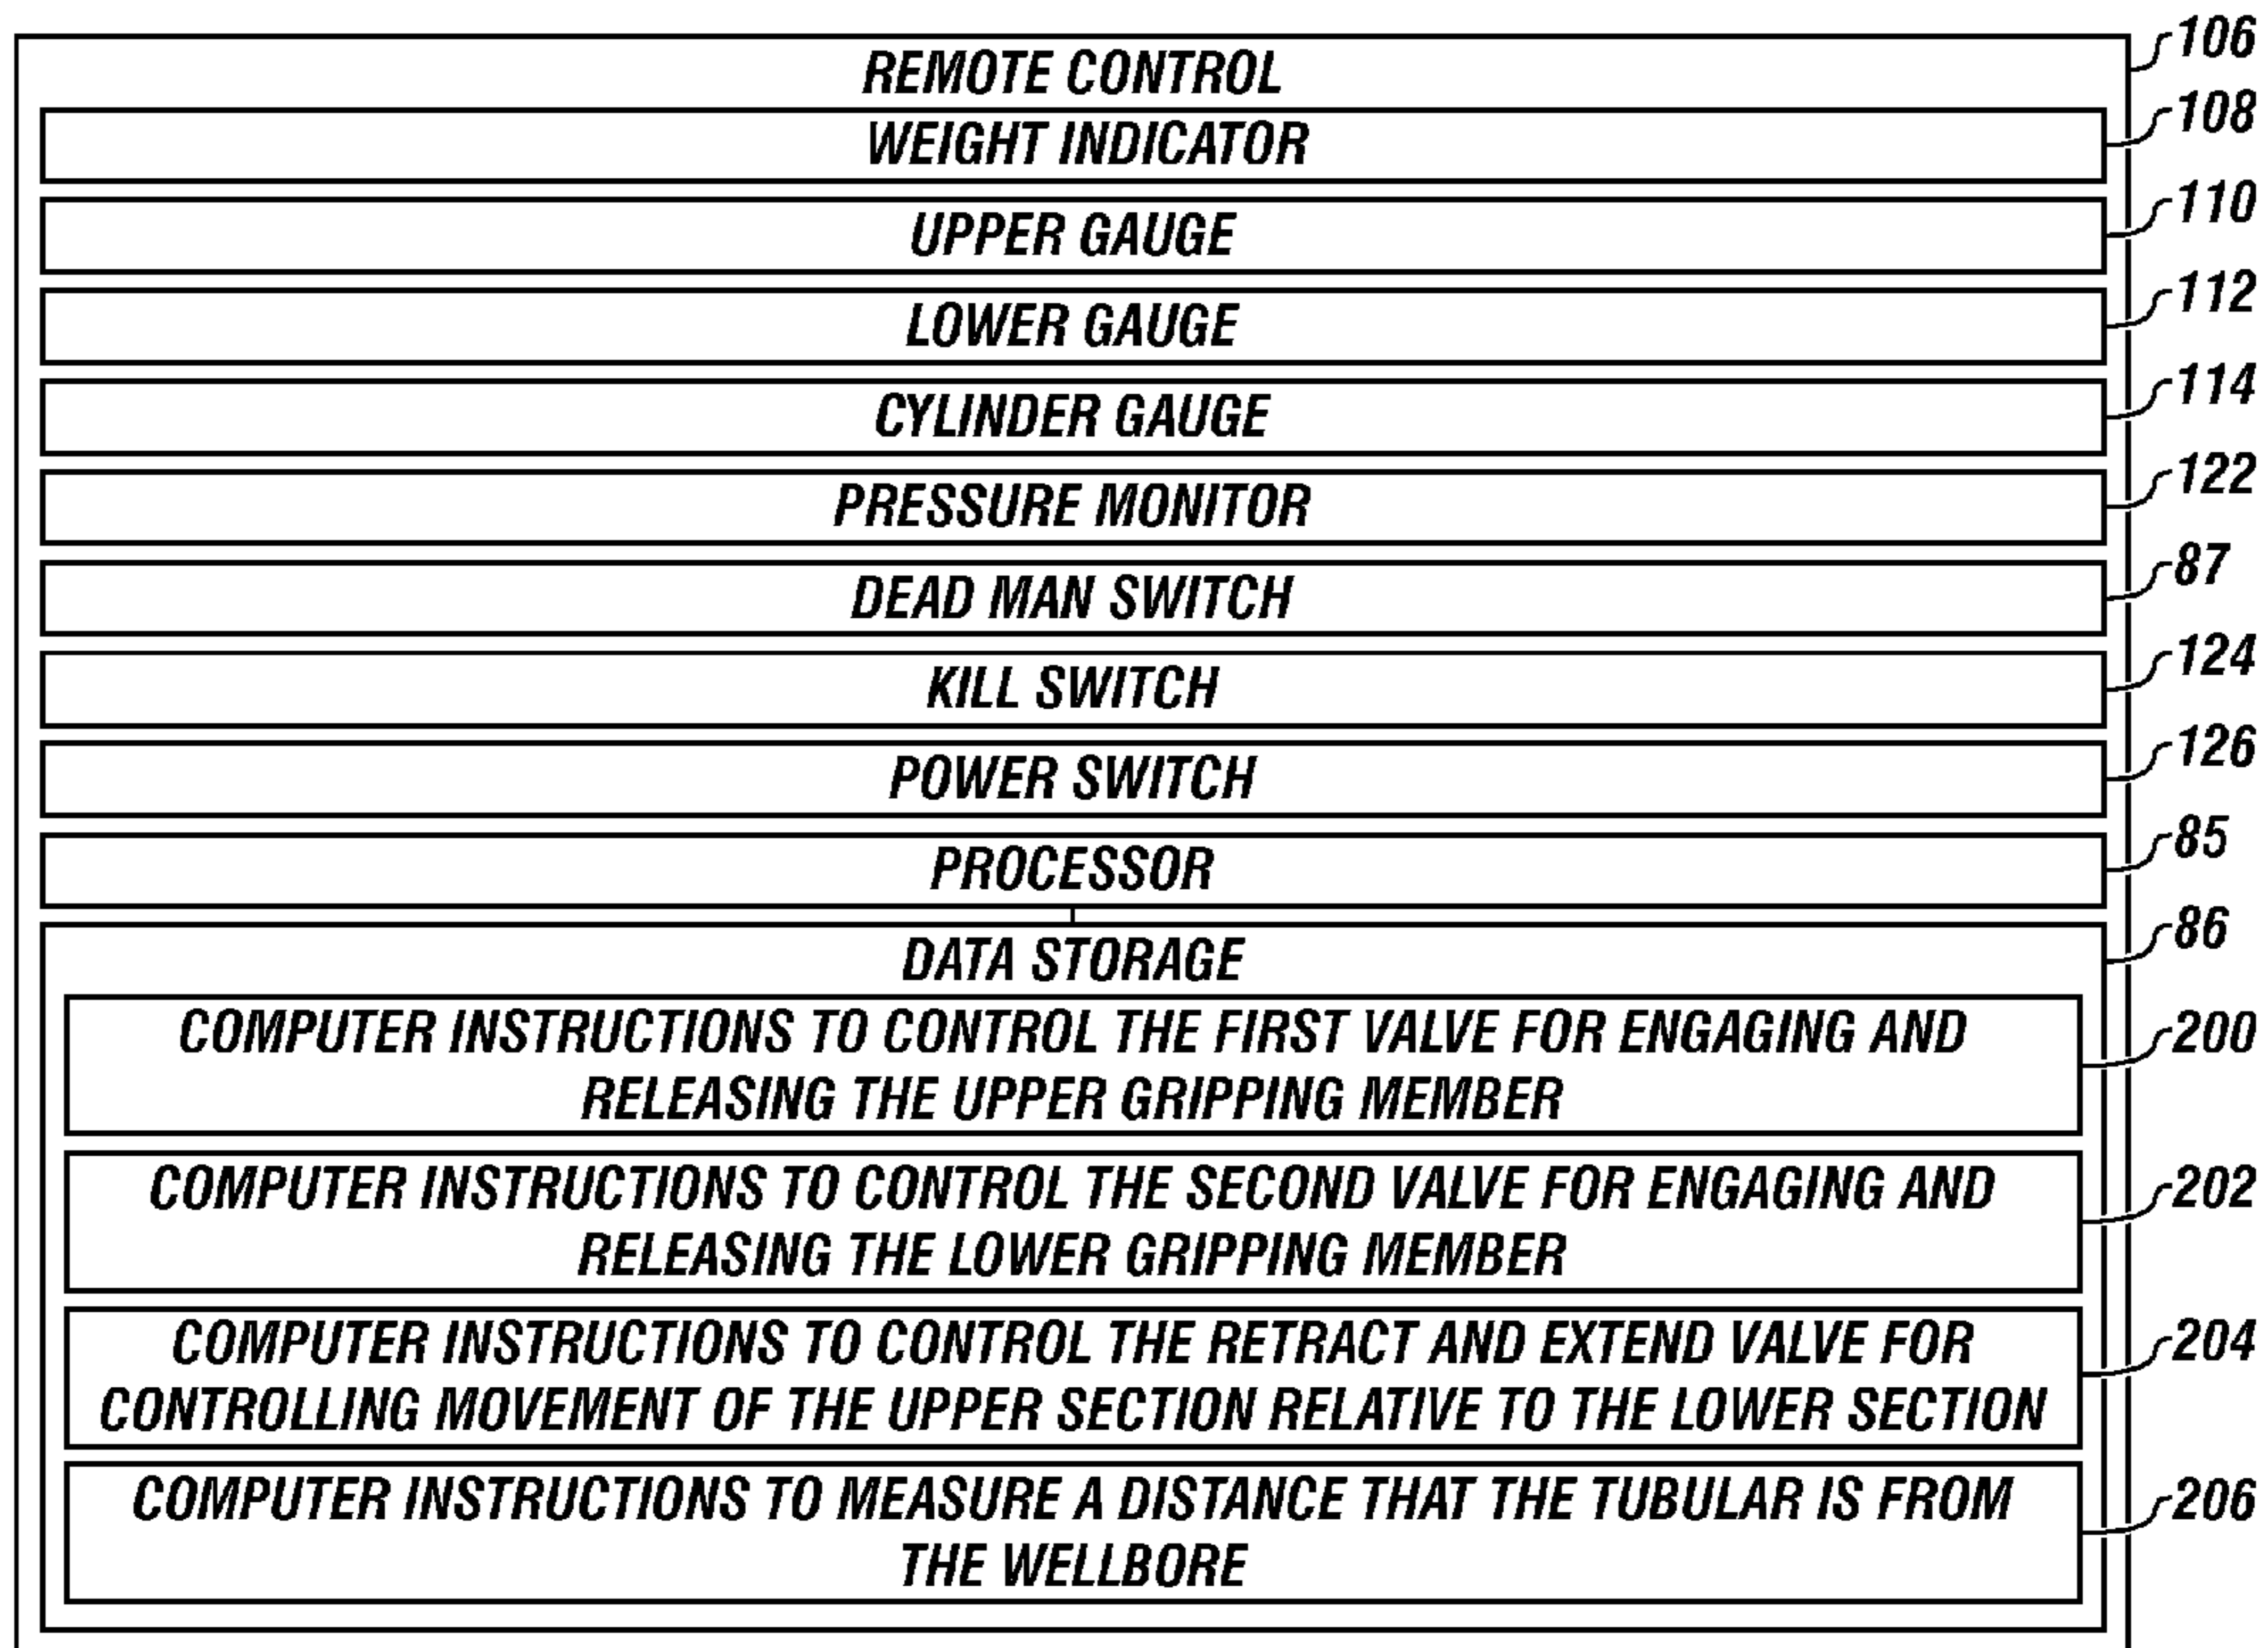 106
REMOTE CONTROL
108
WEIGHT INDICATOR
110
UPPER GAUGE
112
LOWER GAUGE
114
CYLINDER GAUGE
122
PRESSURE MONITOR
87
DEAD MAN SWITCH
124
KILL SWITCH
126
POWER SWITCH
85
PROCESSOR
86
DATA STORAGE
COMPUTER INSTRUCTIONS TO CONTROL THE FIRST VALVE FOR ENGAGING AND
RELEASING THE UPPER GRIPPING MEMBER
200
COMPUTER INSTRUCTIONS TO CONTROL THE SECOND VALVE FOR ENGAGING AND
RELEASING THE LOWER GRIPPING MEMBER
202
COMPUTER INSTRUCTIONS TO CONTROL THE RETRACT AND EXTEND VALVE FOR
CONTROLLING MOVEMENT OF THE UPPER SECTION RELATIVE TO THE LOWER SECTION
204
COMPUTER INSTRUCTIONS TO MEASURE A DISTANCE THAT THE TUBULAR IS FROM
THE WELLBORE
206